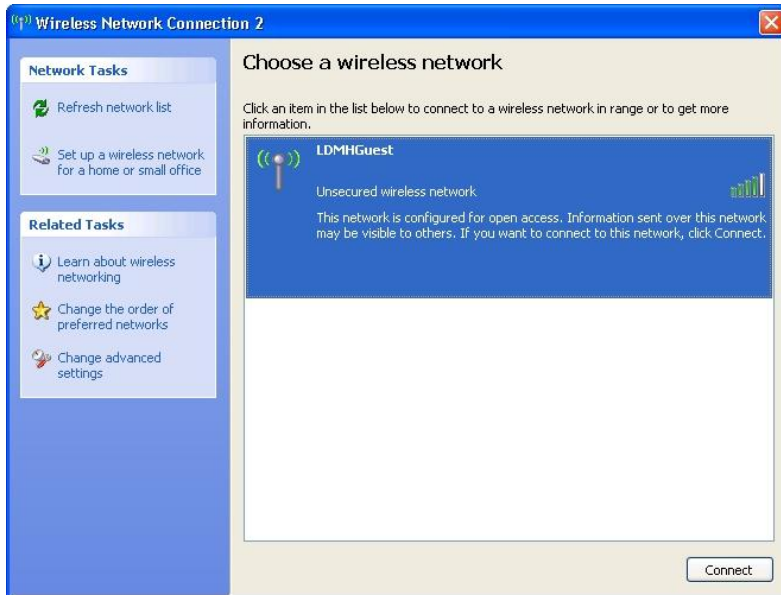 Wireless Network Connection 2
Network Tasks
Refresh network list
Set up a wireless network
for a home or small office
Related Tasks
Learn about wireless
networking
Change the order of
preferred networks
Change advanced
settings
Choose a wireless network
Click an item in the list below to connect to a wireless network in range or to get more
information.
LDMHGuest
Unsecured wireless network
This network is configured for open access. Information sent over this network
may be visible to others. If you want to connect to this network, click Connect.
Connect